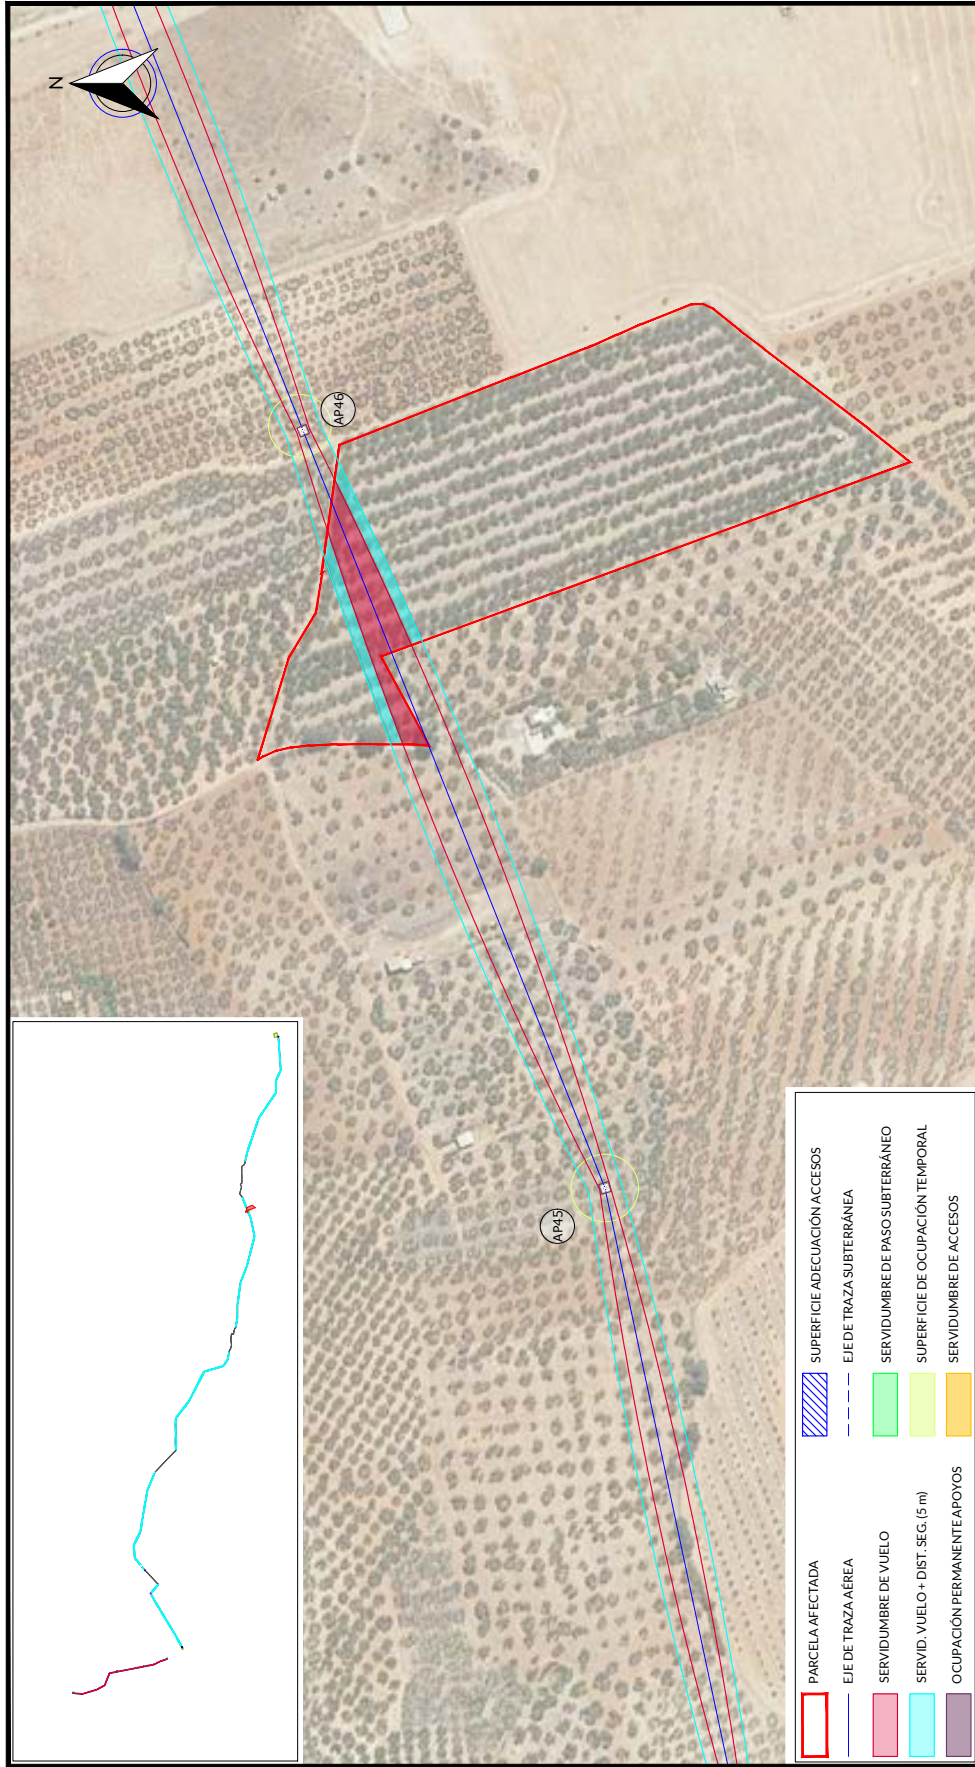 N
AP46
AP45
PARCELA AFECTADA
EJE DE TRAZA AÉREA
SERVIDUMBRE DE VUELO
SERVID. VUELO + DIST. SEG. (5 m)
OCUPACIÓN PERMANENTE APOYOS
SUPERFICIE ADECUACIÓN ACCESOS
EJE DE TRAZA SUBTERRÁNEA
SERVIDUMBRE DE PASO SUBTERRÁNEO
SUPERFICIE DE OCUPACIÓN TEMPORAL
SERVIDUMBRE DE ACCESOS